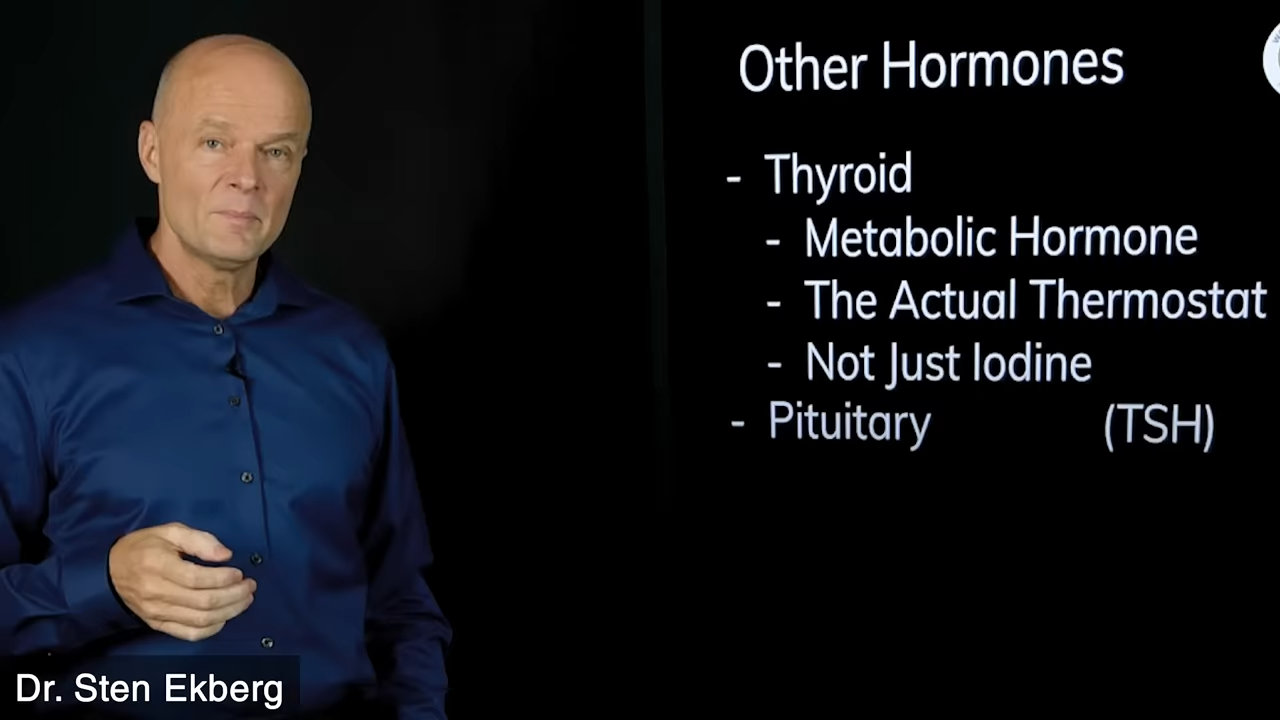 Other Hormones
- Thyroid
- Metabolic Hormone
- The Actual Thermostat
- Not Just Iodine
- Pituitary (TSH)
Dr. Sten Ekberg